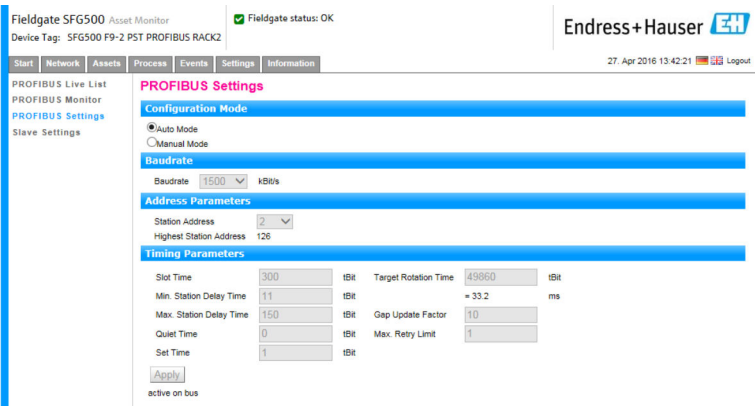 Fieldgate SFG500 Asset Monitor
Fieldgate status: OK
Device Tag: SFG500 F9-2 PST PROFIBUS RACK2
Endress+Hauser EH
Start Network Assets Process Events Settings Information
27. Apr 2016 13:42:21 Logout
PROFIBUS Live List
PROFIBUS Monitor
PROFIBUS Settings
Slave Settings
PROFIBUS Settings
Configuration Mode
Auto Mode
Manual Mode
Baudrate
Baudrate 1500 kBit/s
Address Parameters
Station Address 2
Highest Station Address 126
Timing Parameters
Slot Time 300 tBit Target Rotation Time 49860 tBit
Min. Station Delay Time 11 tBit = 33.2 ms
Max. Station Delay Time 150 tBit Gap Update Factor 10
Quiet Time 0 tBit Max. Retry Limit 1
Set Time 1 tBit
Apply
active on bus